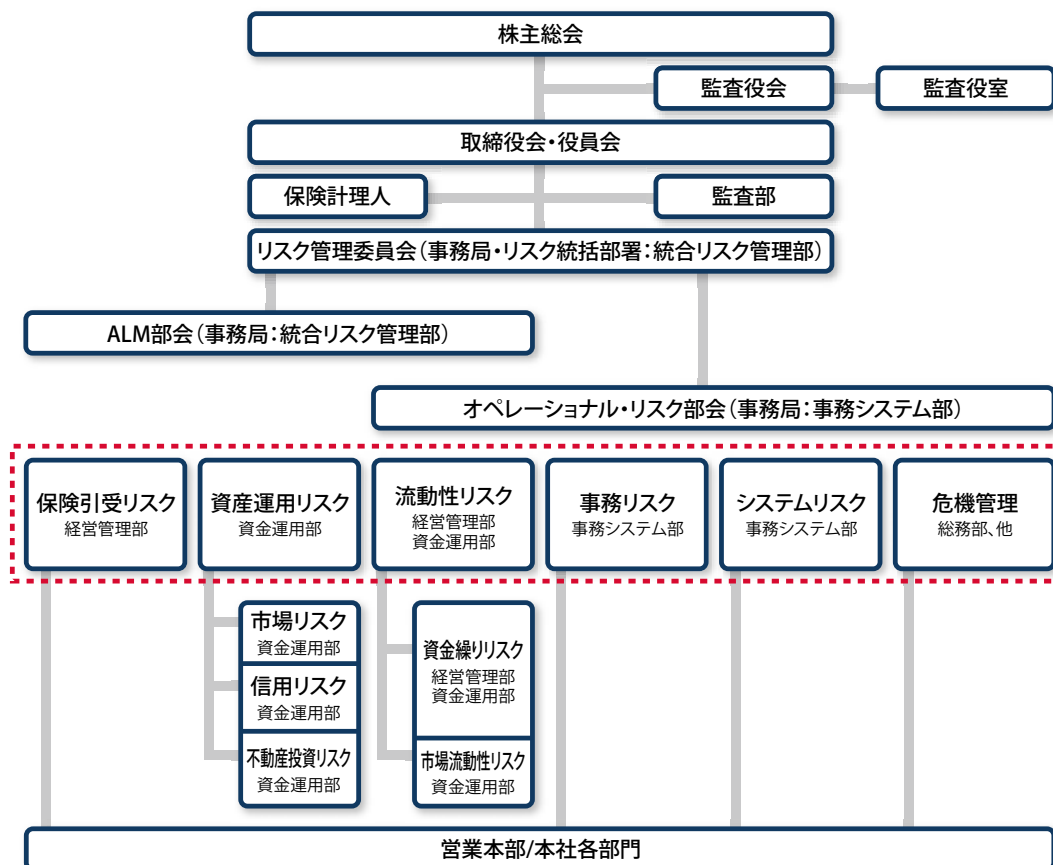 株主総会
監査役会
監査役室
取締役会・役員会
保険計理人
監査部
リスク管理委員会(事務局・リスク統括部署:統合リスク管理部)
ALM部会(事務局:統合リスク管理部)
オペレーショナル・リスク部会(事務局:事務システム部)
保険引受リスク
経営管理部
資産運用リスク
資金運用部
流動性リスク
経営管理部
資金運用部
事務リスク
事務システム部
システムリスク
事務システム部
危機管理
総務部、他
市場リスク
資金運用部
信用リスク
資金運用部
不動産投資リスク
資金運用部
資金繰りリスク
経営管理部
資金運用部
市場流動性リスク
資金運用部
営業本部/本社各部門